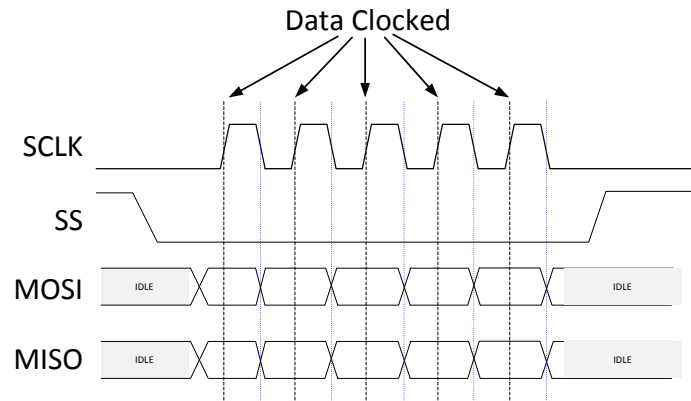 Data Clocked
SCLK
SS
MOSI
IDLE
IDLE
MISO
IDLE
IDLE